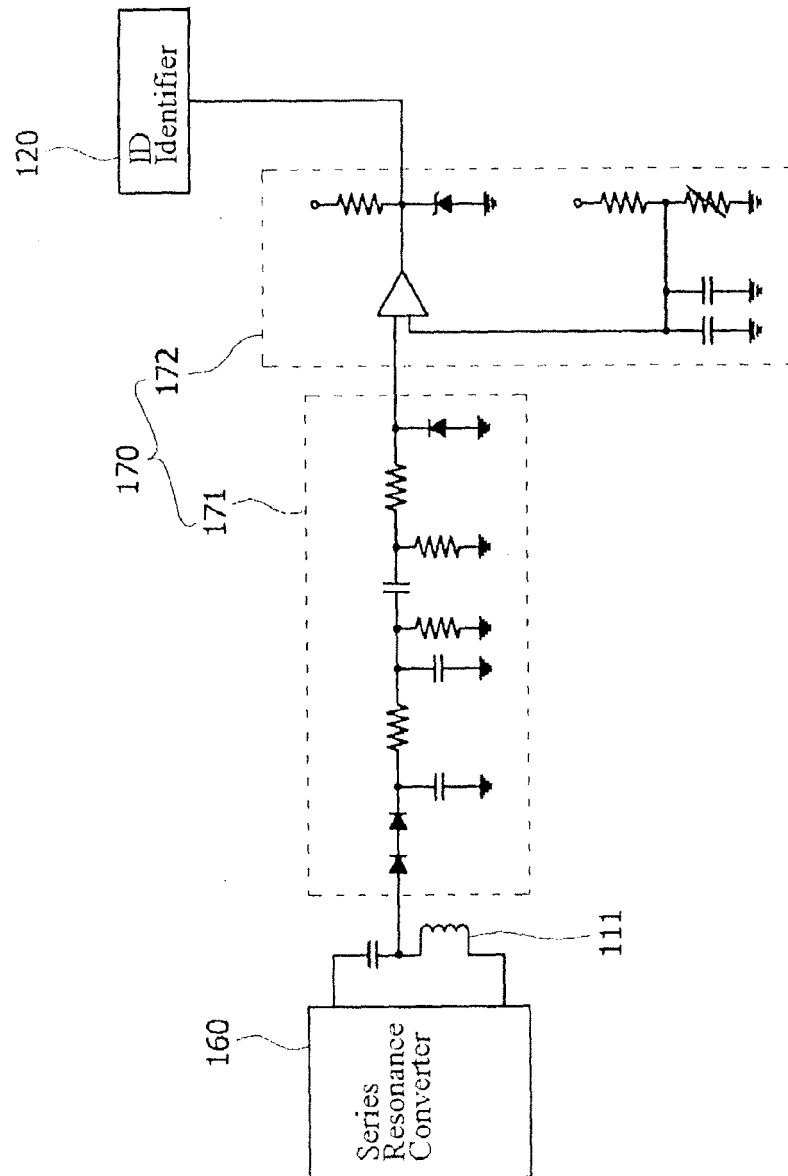 160
Series
Resonance
Converter
111
170
171
172
120
ID
Identifier